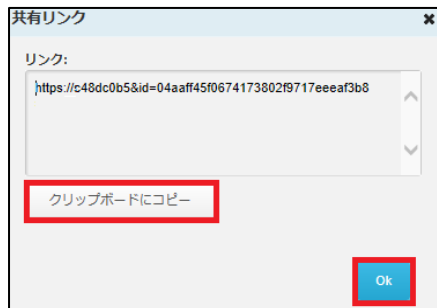 共有リンク
リンク:
https://c48dc0b5&id=04aaff45f0674173802f9717eeeaf3b8
クリップボードにコピー
Ok